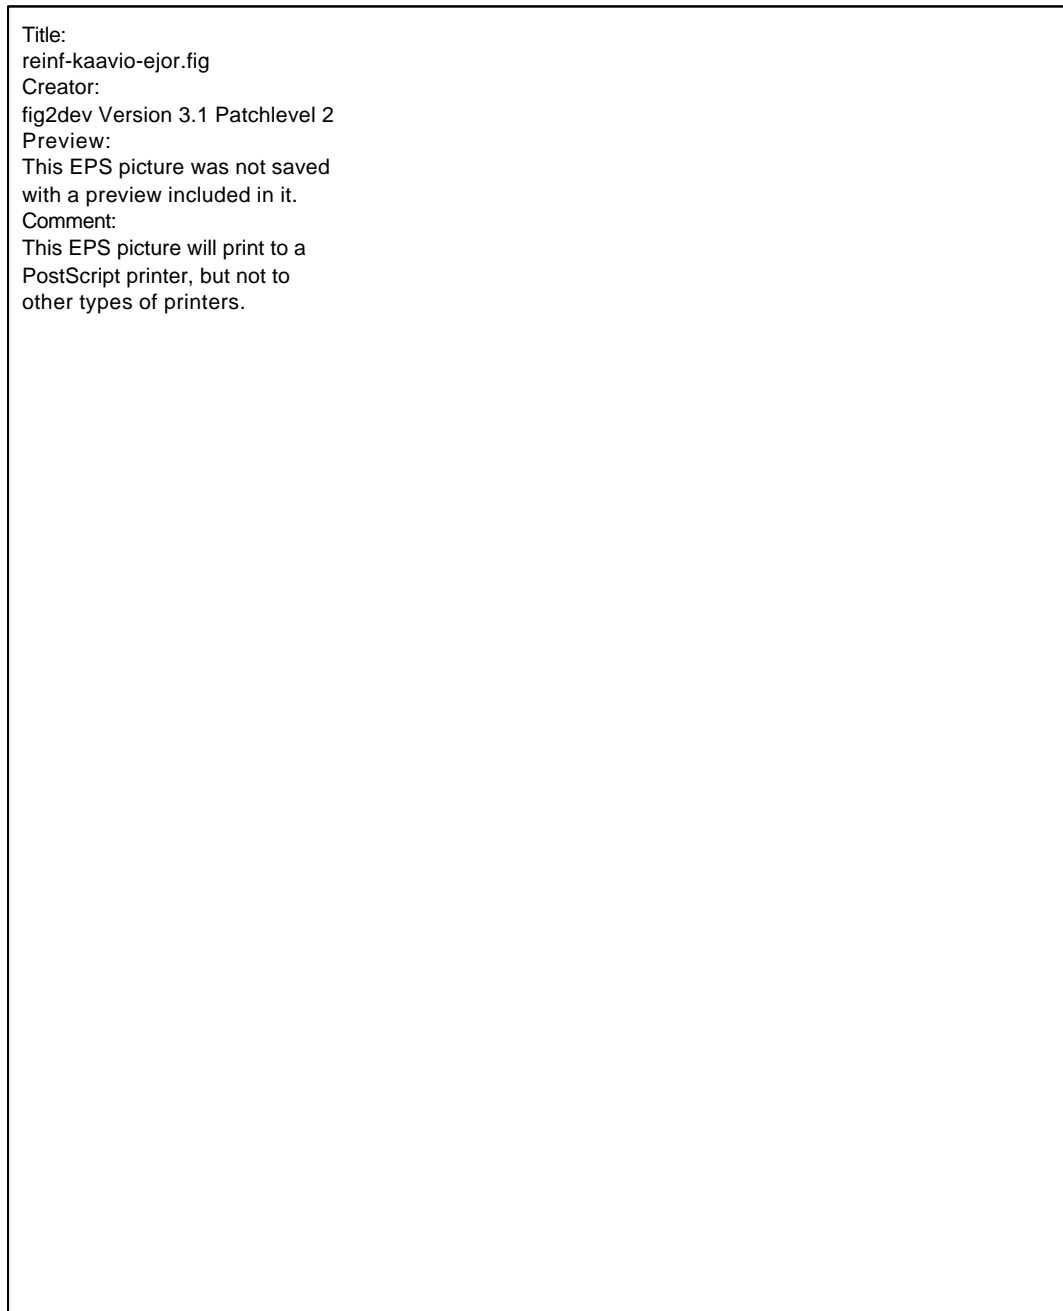 Title:
reinf-kaavio-ejor.fig
Creator:
fig2dev Version 3.1 Patchlevel 2
Preview:
This EPS picture was not saved
with a preview included in it.
Comment:
This EPS picture will print to a
PostScript printer, but not to
other types of printers.